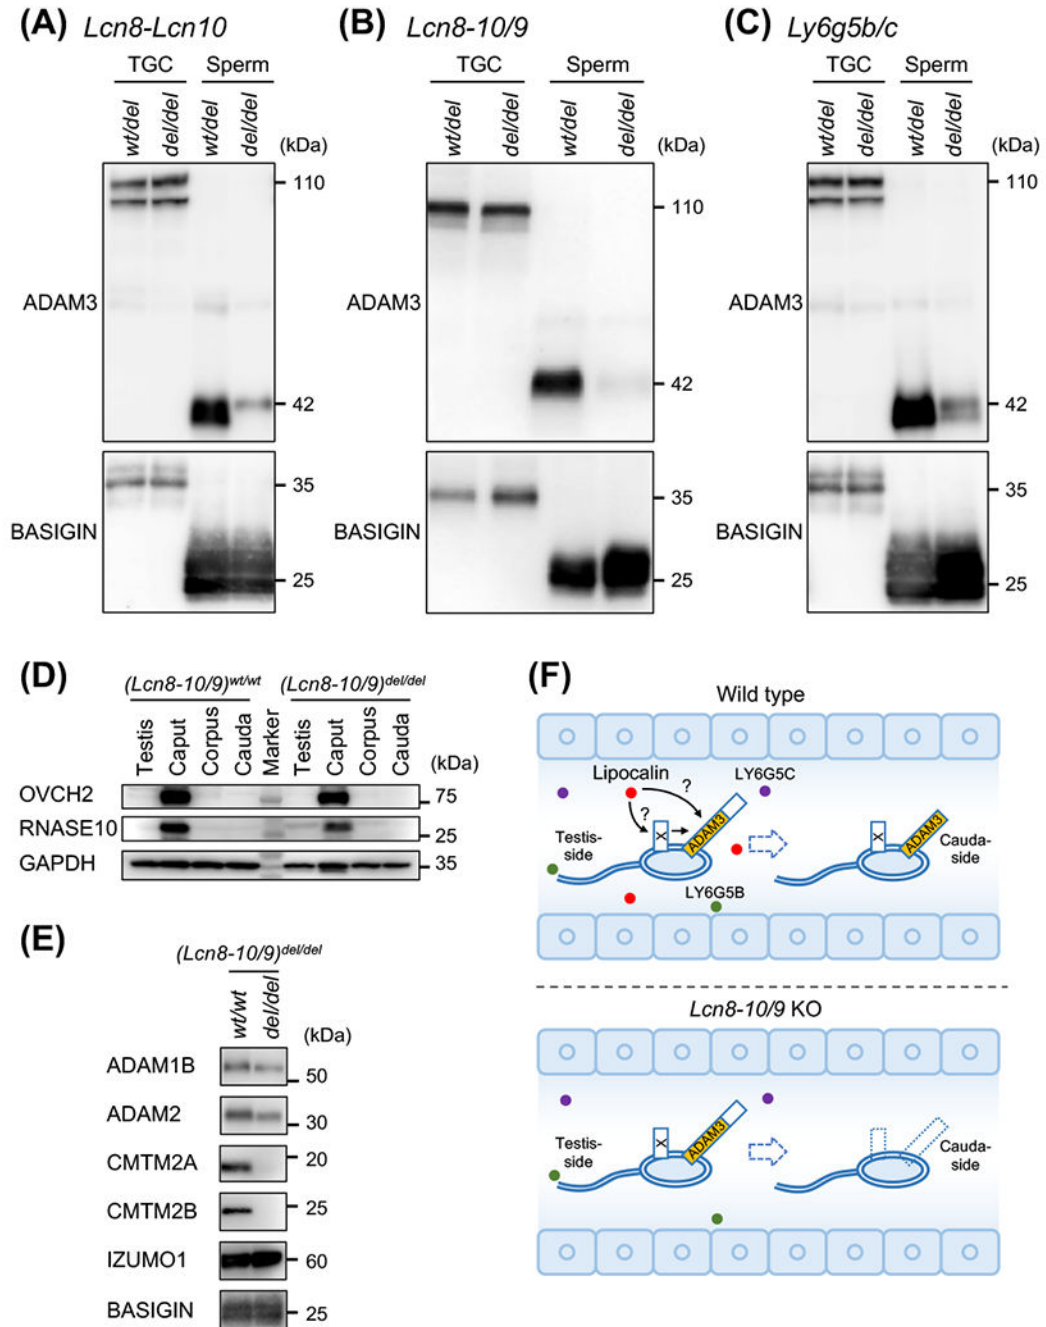 (A) Lcn8-Lcn10
TGC Sperm
wt/del del/del wt/del del/del (kDa)
110
ADAM3
42
35
BASIGIN
25
(B) Lcn8-10/9
TGC Sperm
wt/del del/del wt/del del/del (kDa)
110
ADAM3
42
35
BASIGIN
25
(C) Ly6g5b/c
TGC Sperm
wt/del del/del wt/del del/del (kDa)
110
ADAM3
42
35
BASIGIN
25
(D)
(Lcn8-10/9)wt/wt (Lcn8-10/9)del/del
Testis Caput Corpus Cauda Marker Testis Caput Corpus Cauda (kDa)
OVCH2 75
RNASE10 25
GAPDH 35
(E)
(Lcn8-10/9)del/del
wt/wt del/del (kDa)
ADAM1B 50
ADAM2 30
CMTM2A 20
CMTM2B 25
IZUMO1 60
BASIGIN 25
(F)
Wild type
Lipocalin ? LY6G5C
?
X ADAM3 X ADAM3
Testis-
side
Cauda-
side
LY6G5B
Lcn8-10/9 KO
X ADAM3
Testis-
side
Cauda-
side